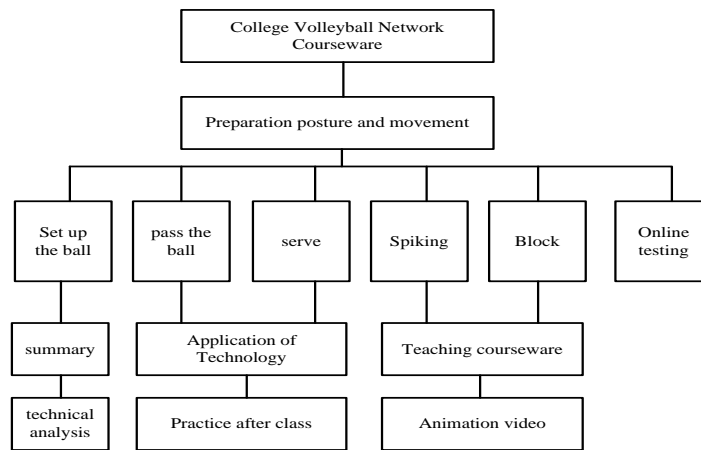 College Volleyball Network
Courseware
Preparation posture and movement
Set up
the ball
pass the
ball
serve
Spiking
Block
Online
testing
summary
Application of
Technology
Teaching courseware
technical
analysis
Practice after class
Animation video